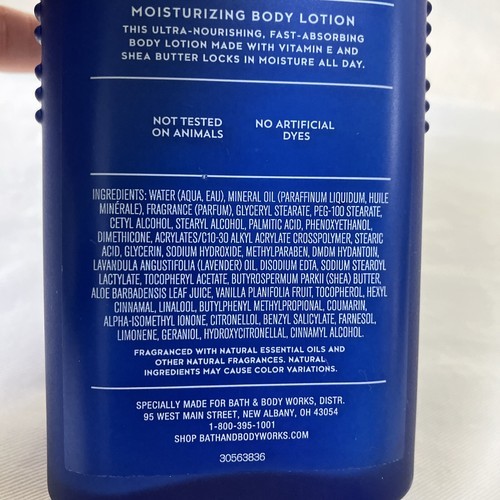 MOISTURIZING BODY LOTION
THIS ULTRA-NOURISHING, FAST-ABSORBING
BODY LOTION MADE WITH VITAMIN E AND
SHEA BUTTER LOCKS IN MOISTURE ALL DAY.
NOT TESTED
ON ANIMALS
NO ARTIFICIAL
DYES
INGREDIENTS: WATER (AQUA, EAU), MINERAL OIL (PARAFFINUM LIQUIDUM, HUILE
MINÉRALE), FRAGRANCE (PARFUM), GLYCERYL STEARATE, PEG-100 STEARATE,
CETYL ALCOHOL, STEARYL ALCOHOL, PALMITIC ACID, PHENOXYETHANOL,
DIMETHICONE, ACRYLATES/C10-30 ALKYL ACRYLATE CROSSPOLYMER, STEARIC
ACID, GLYCERIN, SODIUM HYDROXIDE, METHYLPARABEN, DMDM HYDANTOIN,
LAVANDULA ANGUSTIFOLIA (LAVENDER) OIL, DISODIUM EDTA, SODIUM STEAROYL
LACTYLATE, TOCOPHERYL ACETATE, BUTYROSPERMUM PARKII (SHEA) BUTTER,
ALOE BARBADENSIS LEAF JUICE, VANILLA PLANIFOLIA FRUIT, TOCOPHEROL, HEXYL
CINNAMAL, LINALOOL, BUTYLPHENYL METHYLPROPIONAL, COUMARIN,
ALPHA-ISOMETHYL IONONE, CITRONELLOL, BENZYL SALICYLATE, FARNESOL,
LIMONENE, GERANIOL, HYDROXYCITRONELLAL, CINNAMYL ALCOHOL.
FRAGRANCED WITH NATURAL ESSENTIAL OILS AND
OTHER NATURAL FRAGRANCES. NATURAL
INGREDIENTS MAY CAUSE COLOR VARIATIONS.
SPECIALLY MADE FOR BATH & BODY WORKS, DISTR.
95 WEST MAIN STREET, NEW ALBANY, OH 43054
1-800-395-1001
SHOP BATHANDBODYWORKS.COM
30563836